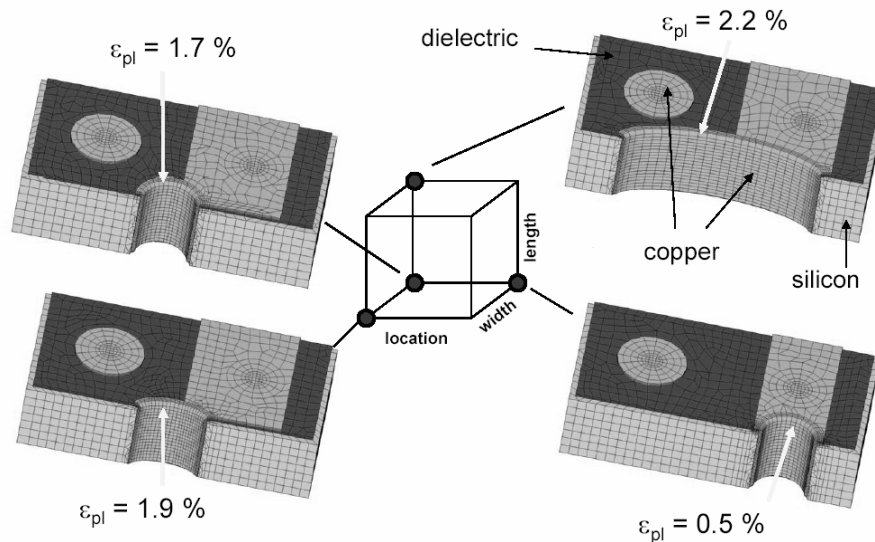 ε_pl = 1.7 %
dielectric
ε_pl = 2.2 %
copper
silicon
length
width
location
ε_pl = 1.9 %
ε_pl = 0.5 %